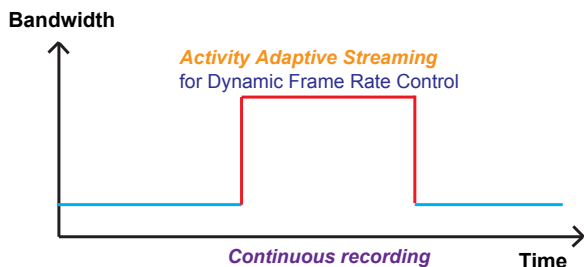 Bandwidth
Activity Adaptive Streaming
for Dynamic Frame Rate Control
Continuous recording
Time